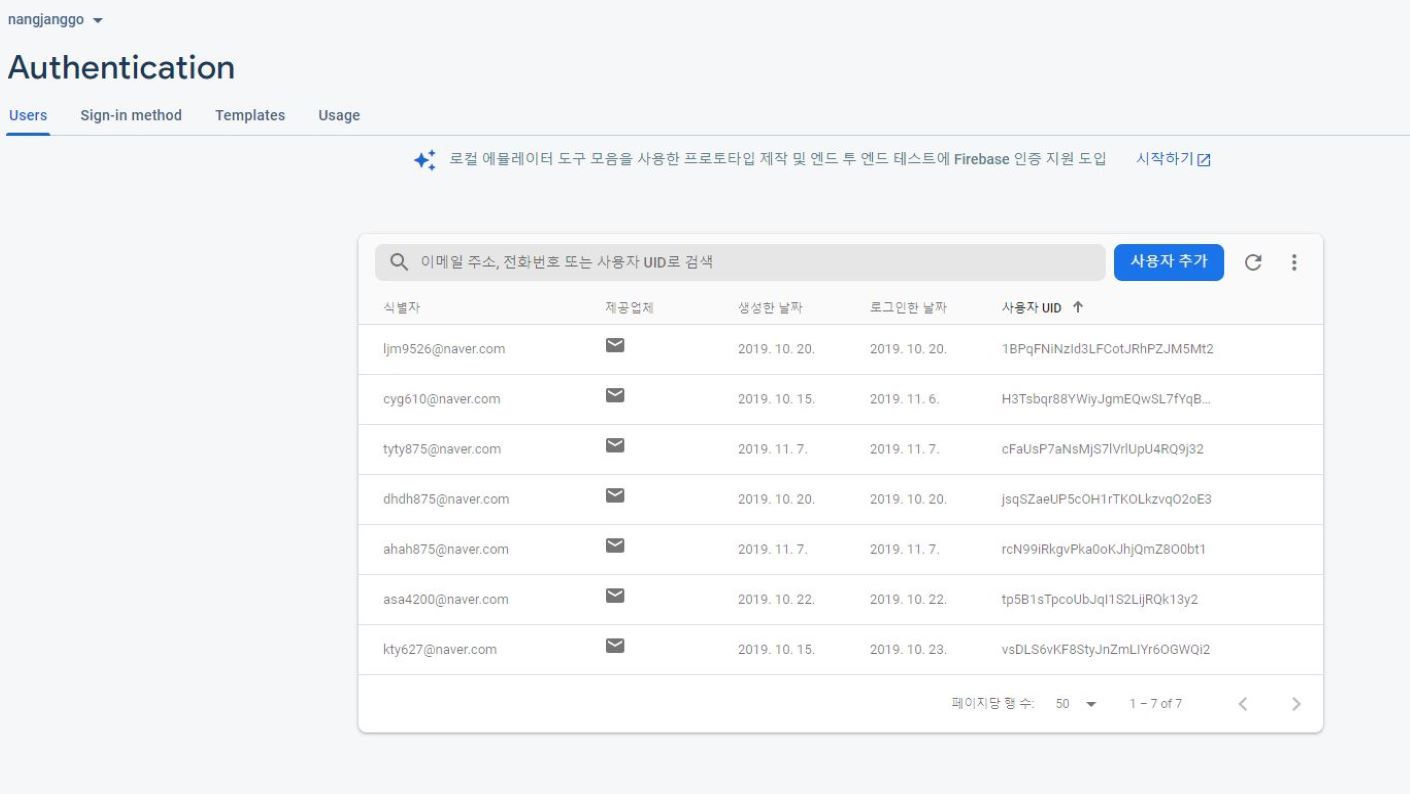 nangjanggo
Authentication
Users Sign-in method Templates Usage
로컬 에뮬레이터 도구 모음을 사용한 프로토타입 제작 및 엔드 투 엔드 테스트에 Firebase 인증 지원 도입 시작하기
이메일 주소, 전화번호 또는 사용자 UID로 검색 사용자 추가
식별자 제공업체 생성한 날짜 로그인한 날짜 사용자 UID
ljm9526@naver.com 2019. 10. 20. 2019. 10. 20. 1BPqFNiNzId3LFCotJRhPZJM5Mt2
cyg610@naver.com 2019. 10. 15. 2019. 11. 6. H3Tsbqr88YWiyJgmEQwSL7fYqB...
tyty875@naver.com 2019. 11. 7. 2019. 11. 7. cFaUsP7aNsMjS7lVrlUpU4RQ9j32
dhdh875@naver.com 2019. 10. 20. 2019. 10. 20. jsqSZaeUP5cOH1rTKOLkzvqO2oE3
ahah875@naver.com 2019. 11. 7. 2019. 11. 7. rcN99iRkgvPka0oKJhjQmZ8O0bt1
asa4200@naver.com 2019. 10. 22. 2019. 10. 22. tp5B1sTpcoUbJqI1S2LijRQk13y2
kty627@naver.com 2019. 10. 15. 2019. 10. 23. vsDLS6vKF8StyJnZmLIYr6OGWQi2
페이지당 행 수: 50 1 – 7 of 7